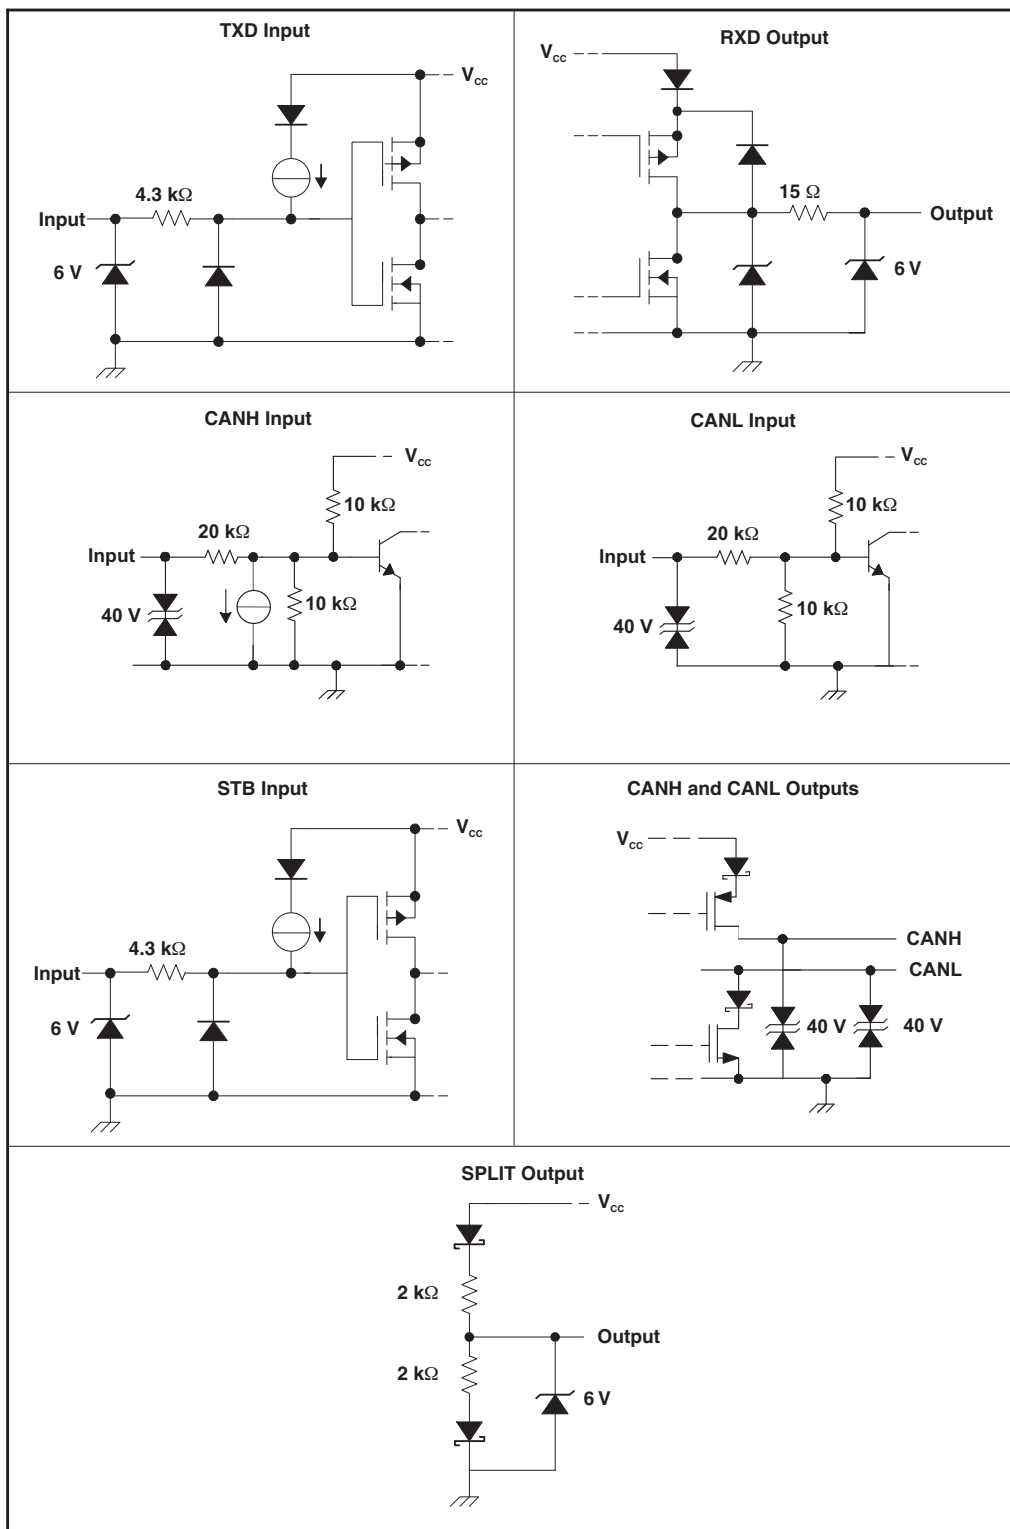 TXD Input
V_CC
4.3 kΩ
Input
6 V
RXD Output
V_CC
15 Ω
Output
6 V
CANH Input
V_CC
10 kΩ
20 kΩ
Input
10 kΩ
40 V
CANL Input
V_CC
10 kΩ
20 kΩ
Input
10 kΩ
40 V
STB Input
V_CC
4.3 kΩ
Input
6 V
CANH and CANL Outputs
V_CC
CANH
CANL
40 V 40 V
SPLIT Output
V_CC
2 kΩ
Output
2 kΩ
6 V